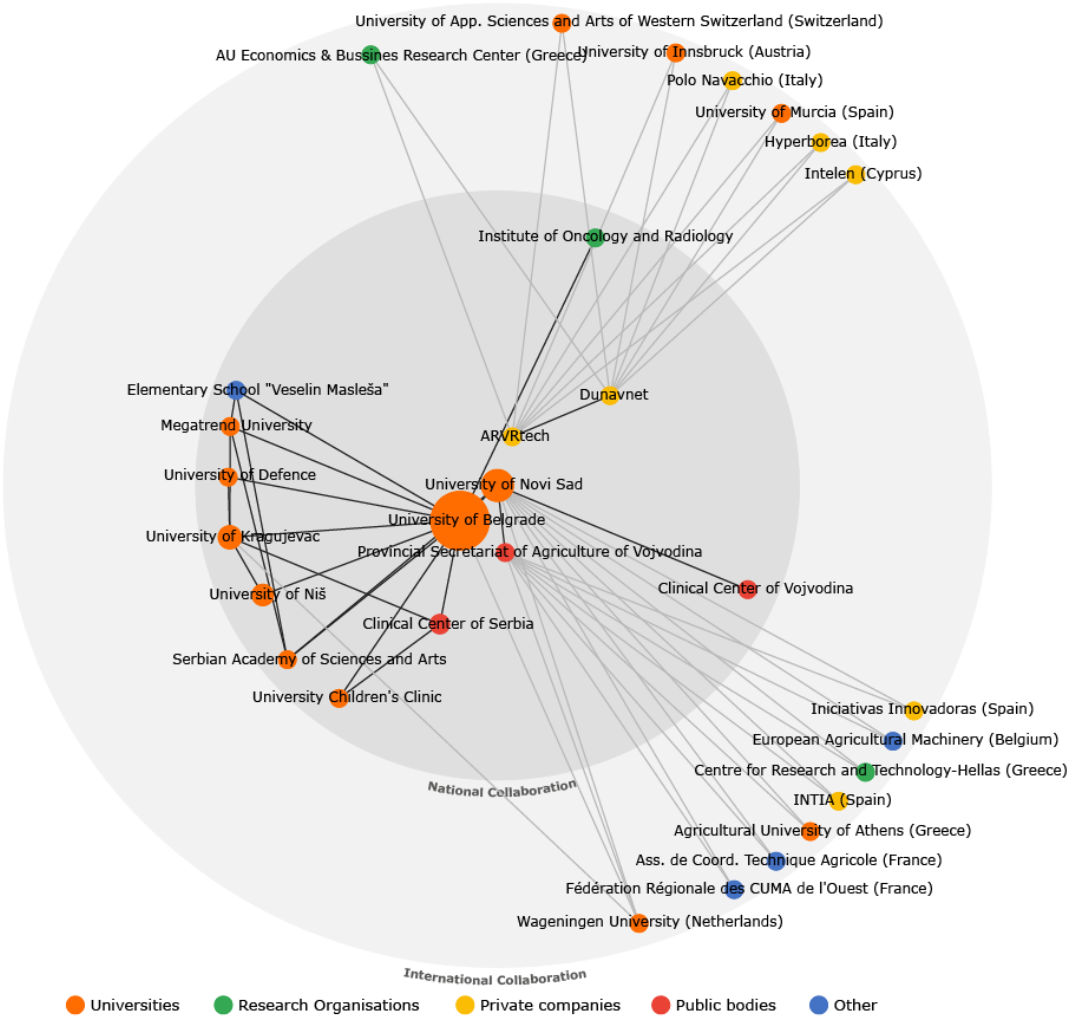 University of App. Sciences and Arts of Western Switzerland (Switzerland)
AU Economics & Bussines Research Center (Greece)
University of Innsbruck (Austria)
Polo Navacchio (Italy)
University of Murcia (Spain)
Hyperborea (Italy)
Intelen (Cyprus)
Institute of Oncology and Radiology
Elementary School "Veselin Masleša"
Dunavnet
Megatrend University
ARVRtech
University of Defence
University of Novi Sad
University of Belgrade
University of Kragujevac
Provincial Secretariat of Agriculture of Vojvodina
Clinical Center of Vojvodina
University of Niš
Clinical Center of Serbia
Serbian Academy of Sciences and Arts
University Children's Clinic
Iniciativas Innovadoras (Spain)
European Agricultural Machinery (Belgium)
Centre for Research and Technology-Hellas (Greece)
National Collaboration
INTIA (Spain)
Agricultural University of Athens (Greece)
Ass. de Coord. Technique Agricole (France)
Fédération Régionale des CUMA de l'Ouest (France)
Wageningen University (Netherlands)
International Collaboration
Universities
Research Organisations
Private companies
Public bodies
Other